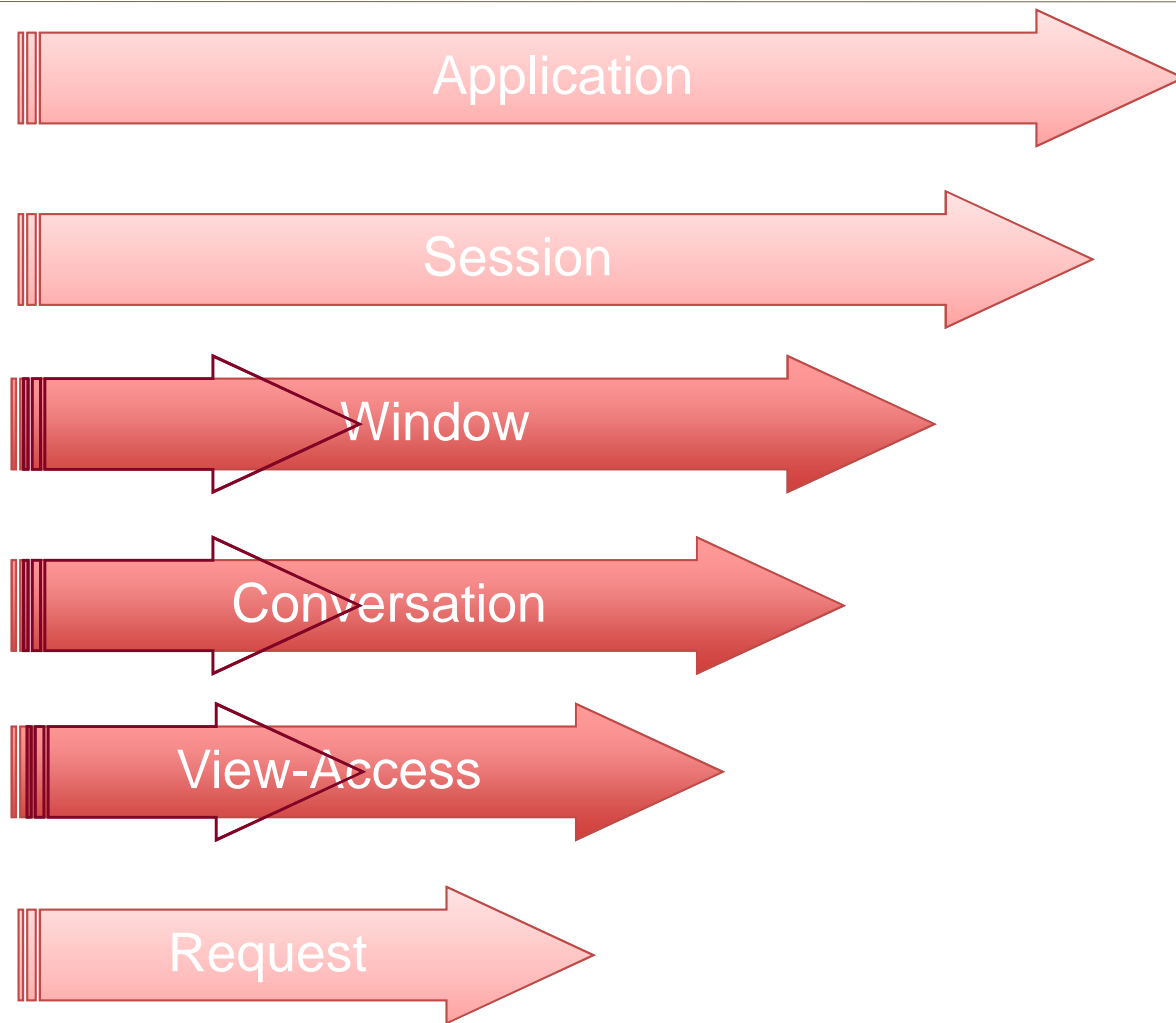 Application
Session
Window
Conversation
View-Access
Request